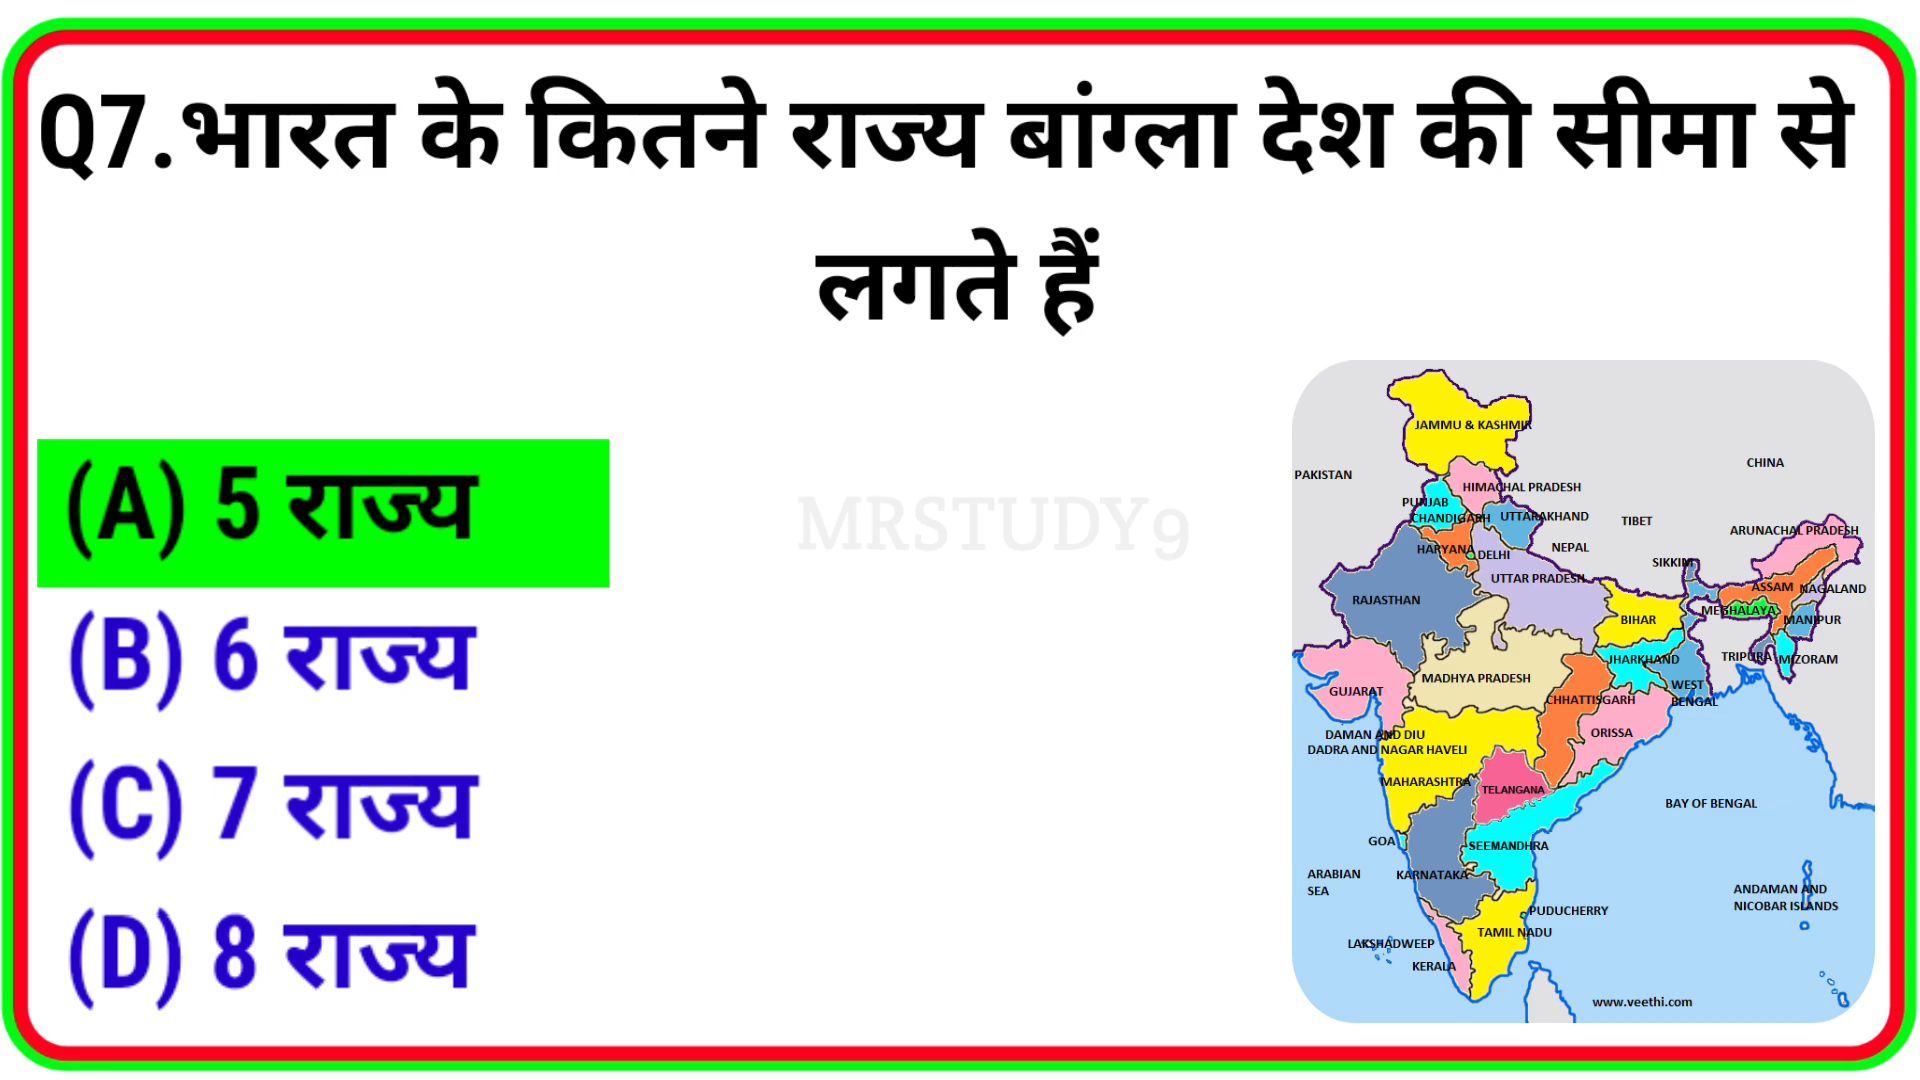 Q7.भारत के कितने राज्य बांग्ला देश की सीमा से
लगते हैं
(A) 5 राज्य
(B) 6 राज्य
(C) 7 राज्य
(D) 8 राज्य
MRSTUDY9
JAMMU & KASHMIR
CHINA
PAKISTAN
HIMACHAL PRADESH
PUNJAB
CHANDIGARH
UTTARAKHAND
TIBET
ARUNACHAL PRADESH
HARYANA
DELHI
NEPAL
SIKKIM
UTTAR PRADESH
ASSAM
NAGALAND
RAJASTHAN
MEGHALAYA
BIHAR
MANIPUR
JHARKHAND
TRIPURA
MIZORAM
MADHYA PRADESH
WEST
BENGAL
GUJARAT
CHHATTISGARH
DAMAN AND DIU
DADRA AND NAGAR HAVELI
ORISSA
MAHARASHTRA
TELANGANA
BAY OF BENGAL
GOA
SEEMANDHRA
ARABIAN
SEA
KARNATAKA
ANDAMAN AND
NICOBAR ISLANDS
PUDUCHERRY
TAMIL NADU
LAKSHADWEEP
KERALA
www.veethi.com